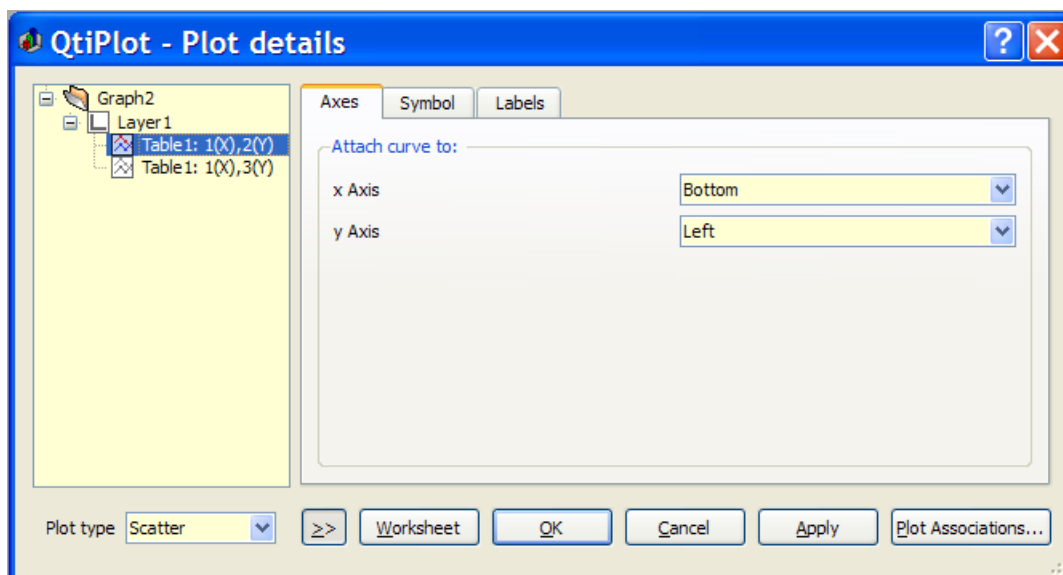 QtiPlot - Plot details
?
Graph2
Layer1
Table1: 1(X),2(Y)
Table1: 1(X),3(Y)
Axes Symbol Labels
Attach curve to:
x Axis Bottom
y Axis Left
Plot type Scatter >> Worksheet OK Cancel Apply Plot Associations...